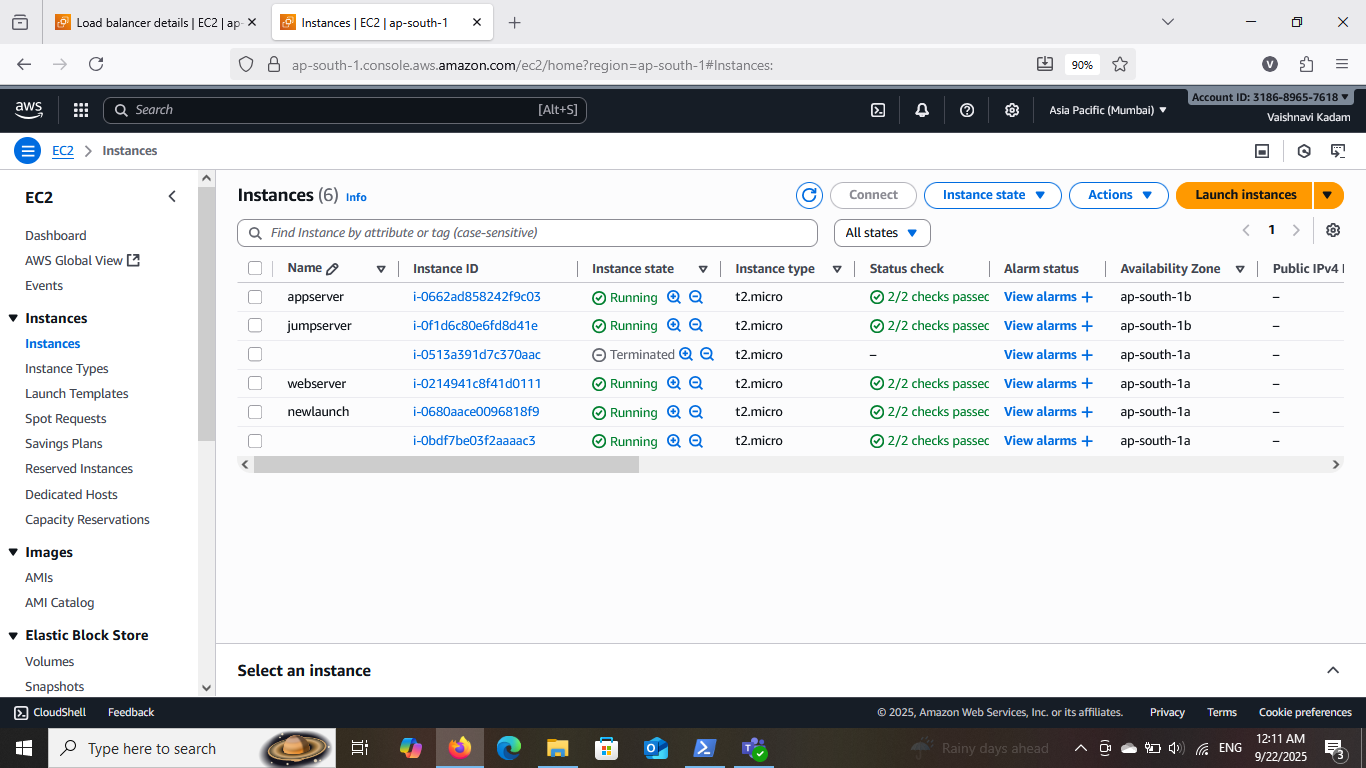 Load balancer details | EC2 | ap-
Instances | EC2 | ap-south-1
ap-south-1.console.aws.amazon.com/ec2/home?region=ap-south-1#Instances:
90%
V
aws
Search
[Alt+S]
Asia Pacific (Mumbai)
Account ID: 3186-8965-7618
Vaishnavi Kadam
EC2
Instances
EC2
Dashboard
AWS Global View
Events
Instances
Instances
Instance Types
Launch Templates
Spot Requests
Savings Plans
Reserved Instances
Dedicated Hosts
Capacity Reservations
Images
AMIs
AMI Catalog
Elastic Block Store
Volumes
Snapshots
Instances (6) Info
Connect
Instance state
Actions
Launch instances
Find Instance by attribute or tag (case-sensitive)
All states
1
Name Instance ID Instance state Instance type Status check Alarm status Availability Zone Public IPv4
appserver i-0662ad858242f9c03 Running t2.micro 2/2 checks passec View alarms + ap-south-1b –
jumpserver i-0f1d6c80e6fd8d41e Running t2.micro 2/2 checks passec View alarms + ap-south-1b –
i-0513a391d7c370aac Terminated t2.micro – View alarms + ap-south-1a –
webserver i-0214941c8f41d0111 Running t2.micro 2/2 checks passec View alarms + ap-south-1a –
newlaunch i-0680aace0096818f9 Running t2.micro 2/2 checks passec View alarms + ap-south-1a –
i-0bdf7be03f2aaaac3 Running t2.micro 2/2 checks passec View alarms + ap-south-1a –
Select an instance
CloudShell
Feedback
© 2025, Amazon Web Services, Inc. or its affiliates.
Privacy
Terms
Cookie preferences
Type here to search
Rainy days ahead
ENG
12:11 AM
9/22/2025
3